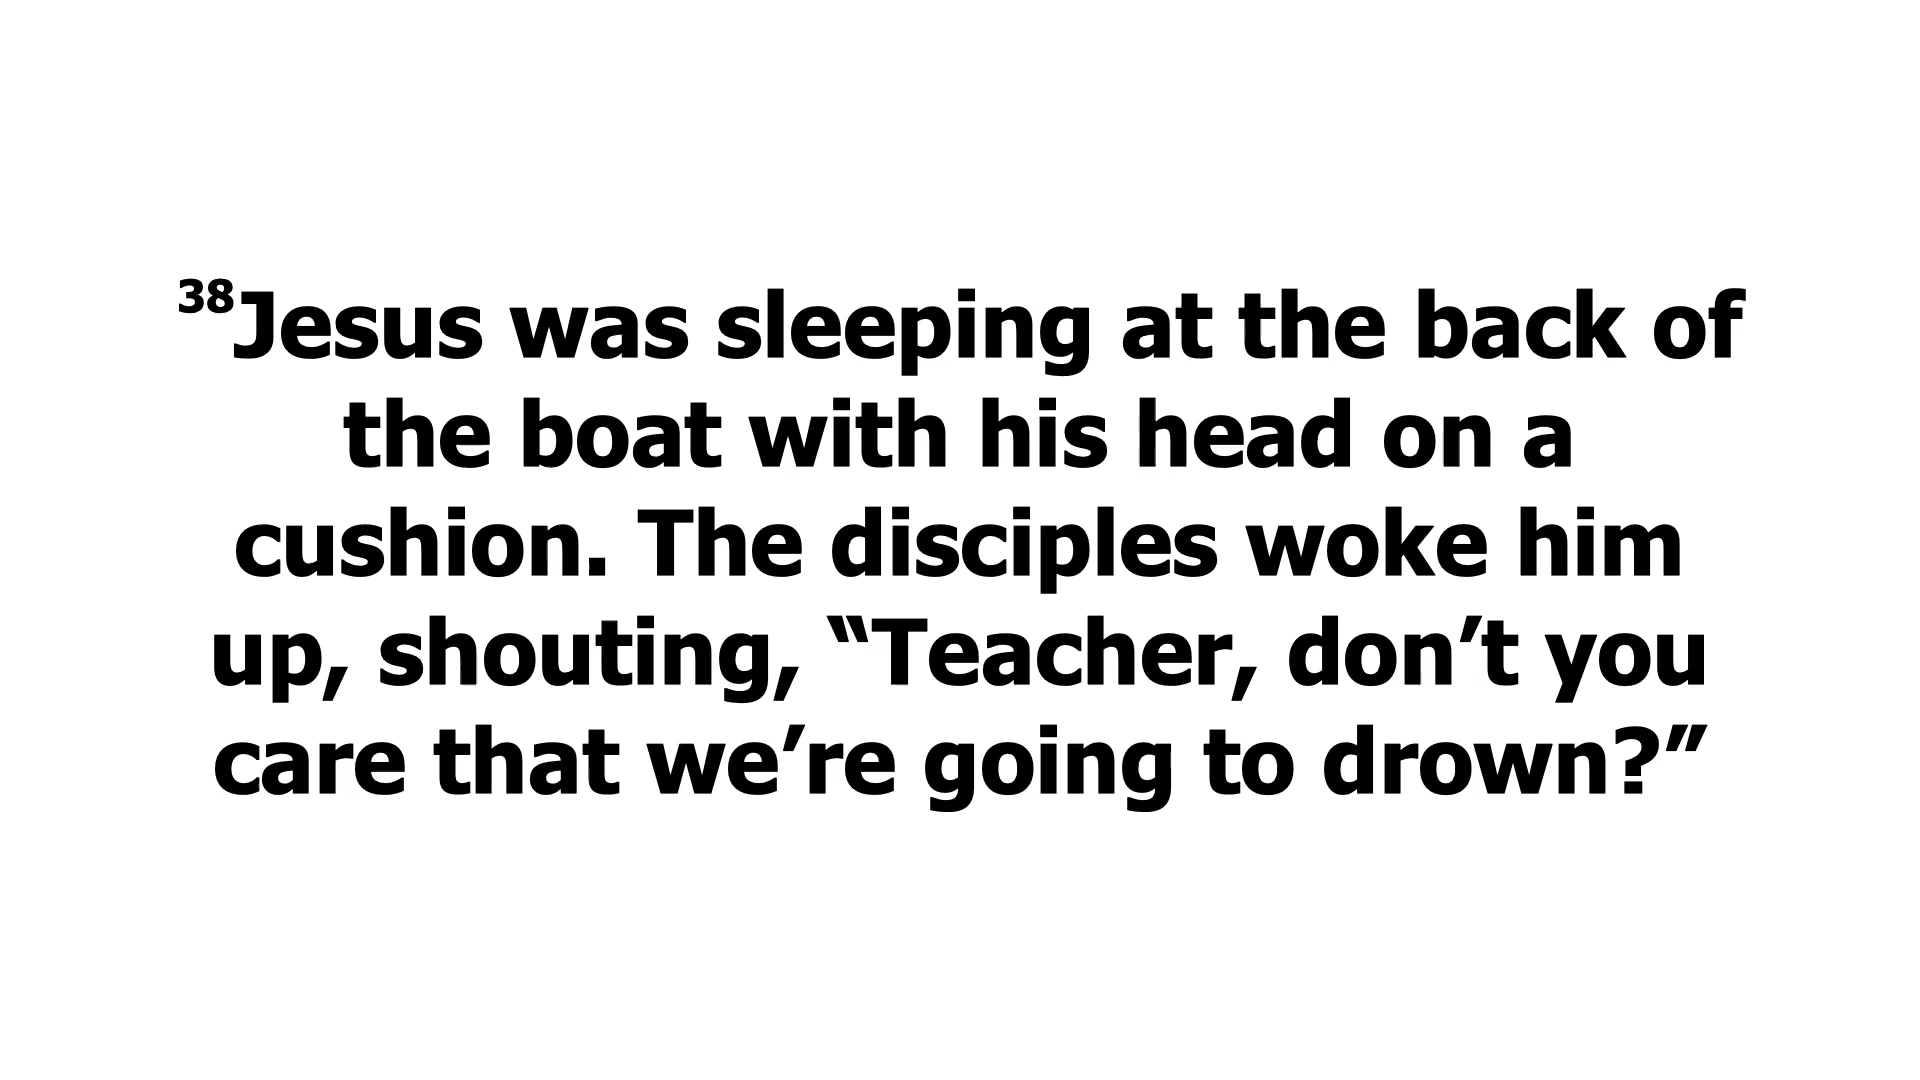 ³⁸Jesus was sleeping at the back of
the boat with his head on a
cushion. The disciples woke him
up, shouting, “Teacher, don’t you
care that we’re going to drown?”